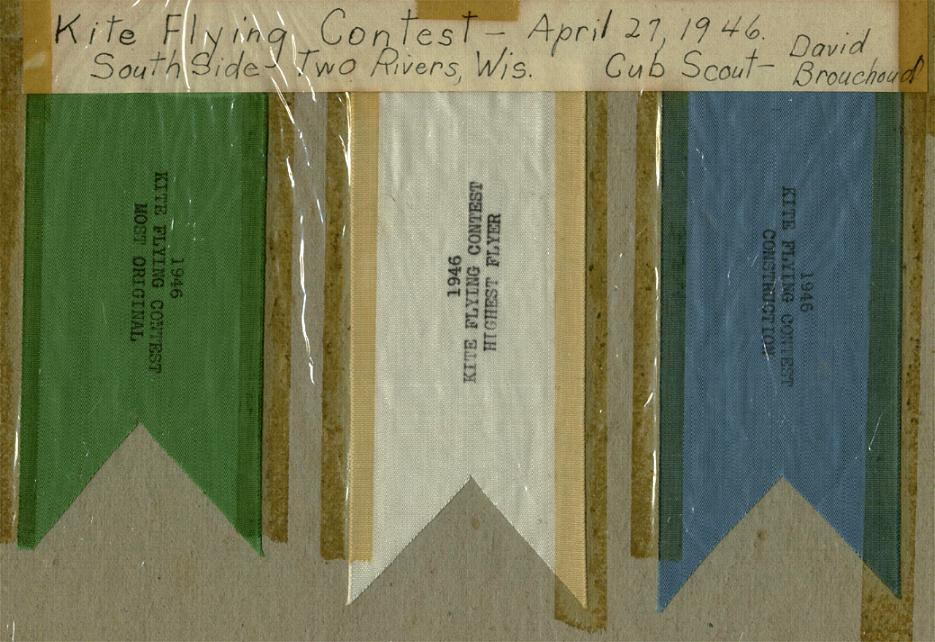 Kite Flying Contest - April 27, 1946.
South Side - Two Rivers, Wis. Cub Scout - David Brouchoud
1946
KITE FLYING CONTEST
MOST ORIGINAL
1946
KITE FLYING CONTEST
HIGHEST FLYER
1946
KITE FLYING CONTEST
CONSTRUCTION